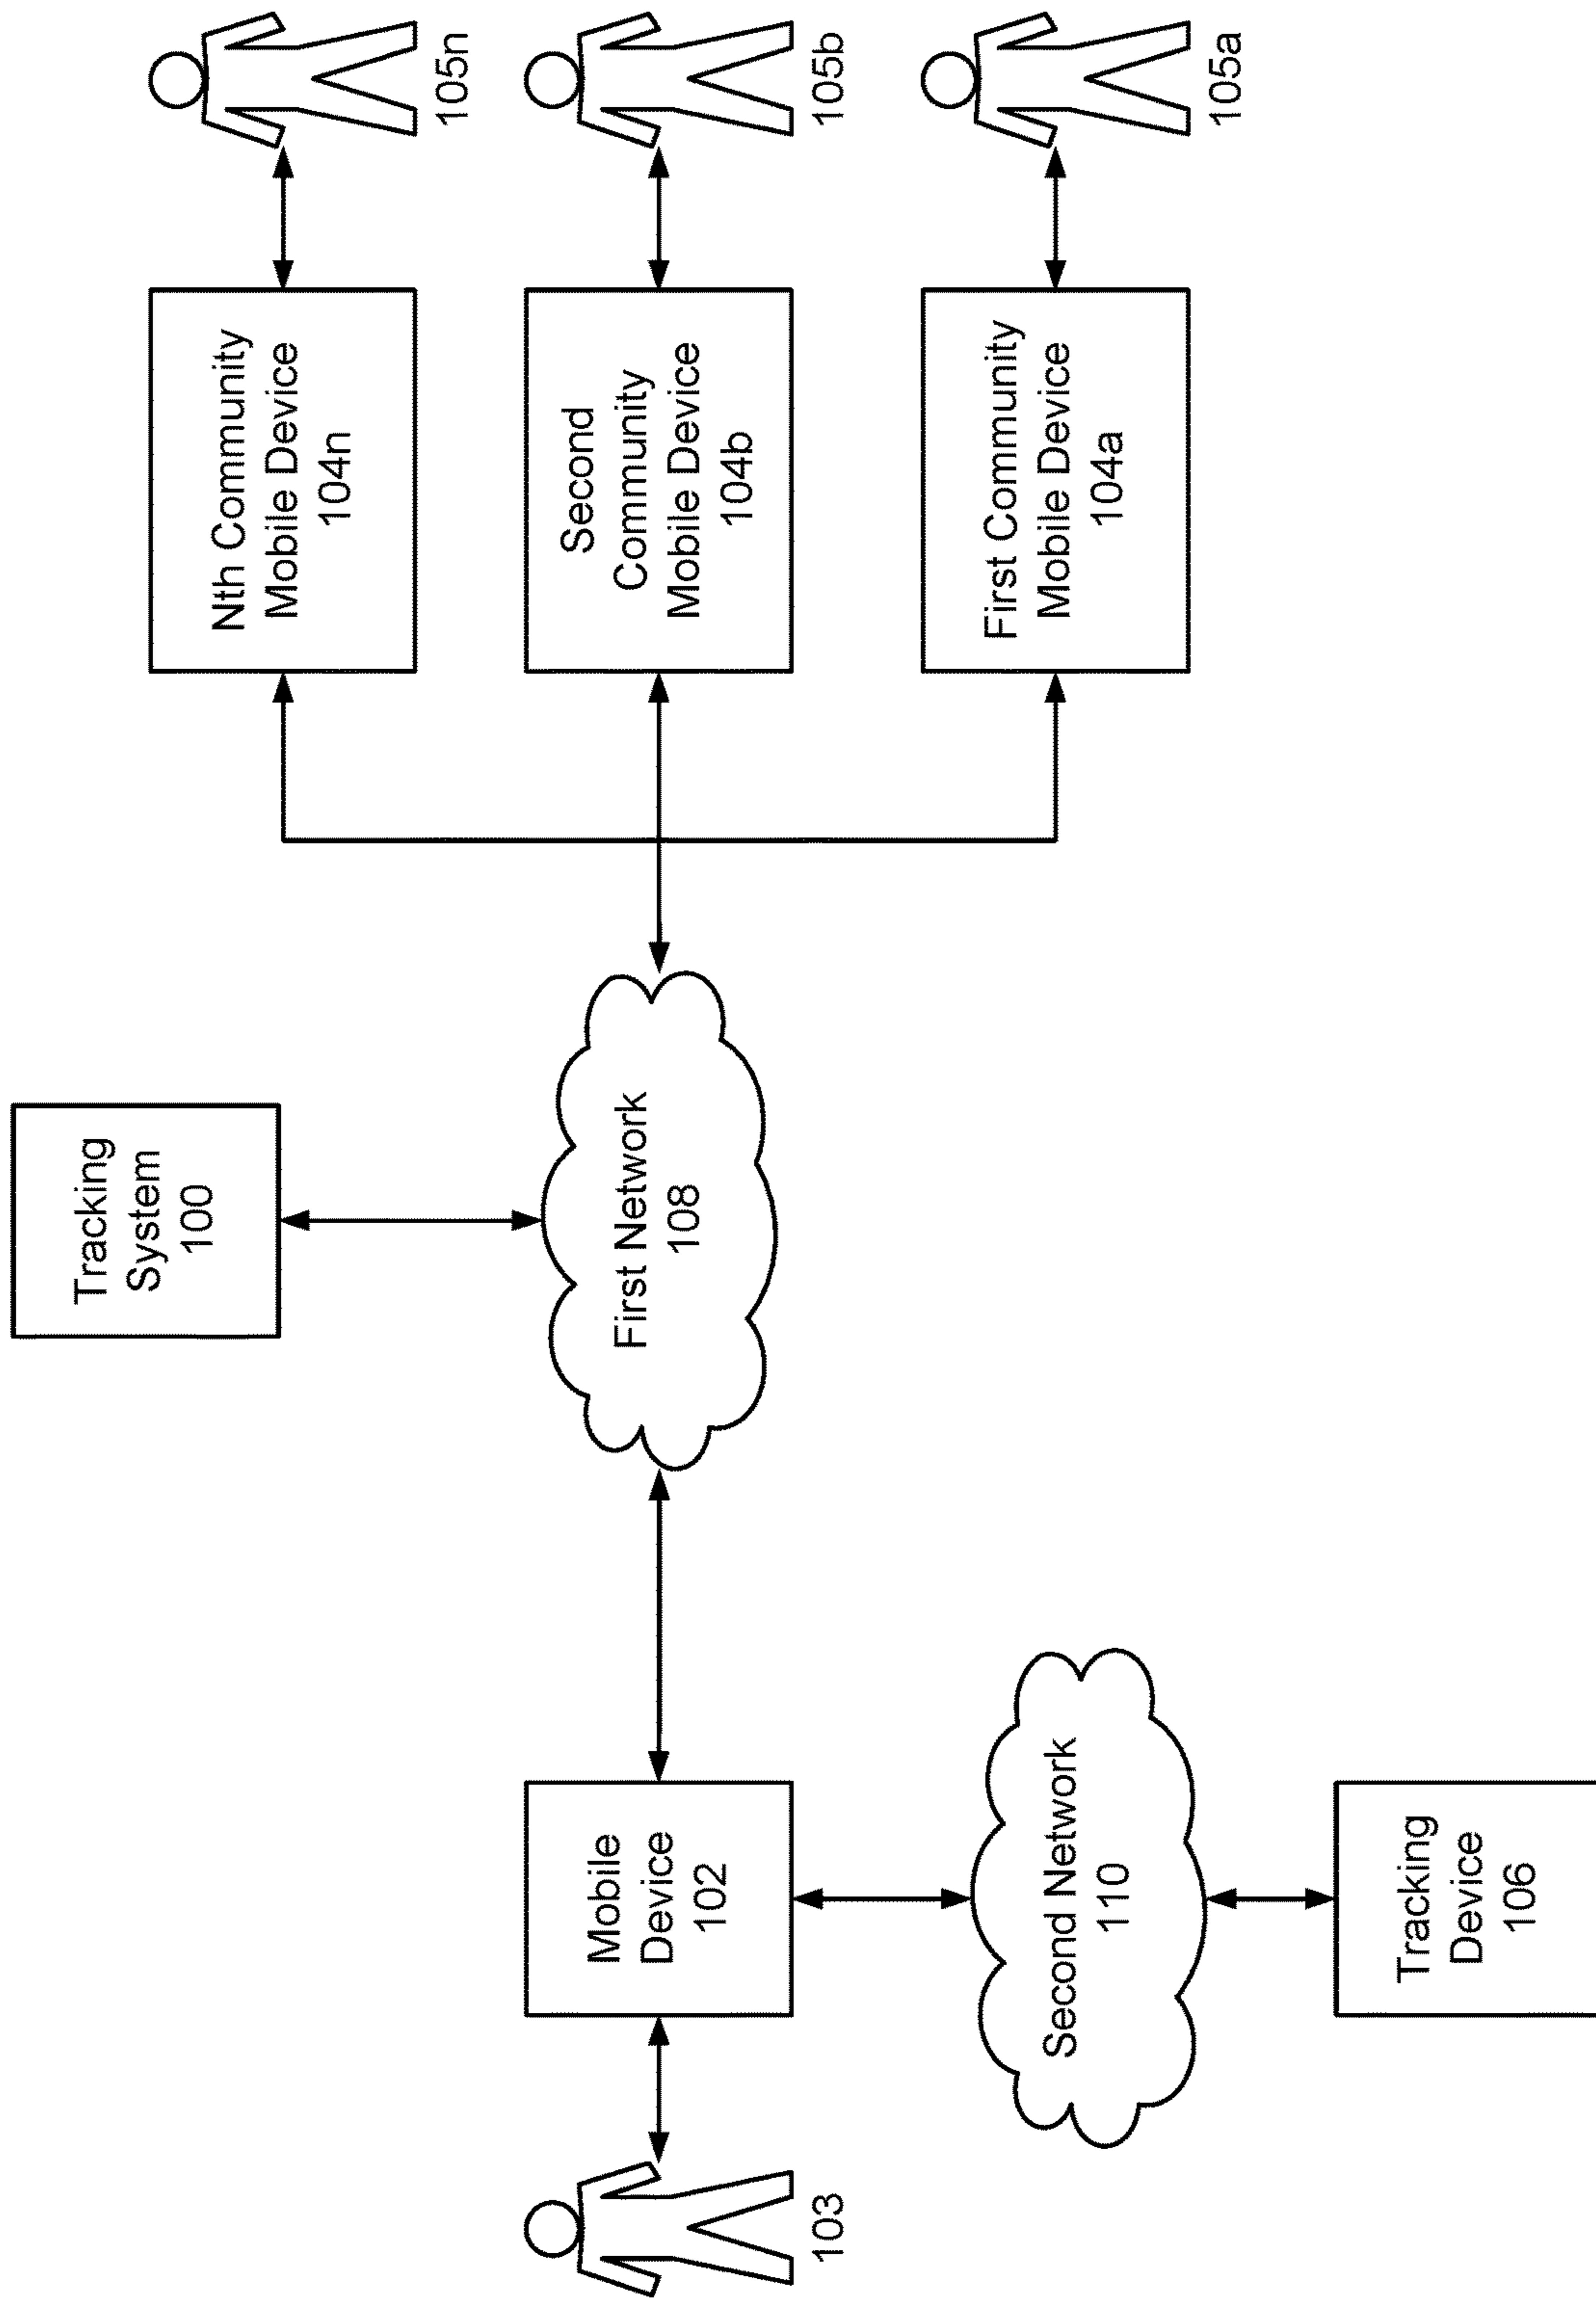 Tracking
System
100
Nth Community
Mobile Device
104n
105n
103
Mobile
Device
102
First Network
108
Second
Community
Mobile Device
104b
105b
Second Network
110
First Community
Mobile Device
104a
105a
Tracking
Device
106